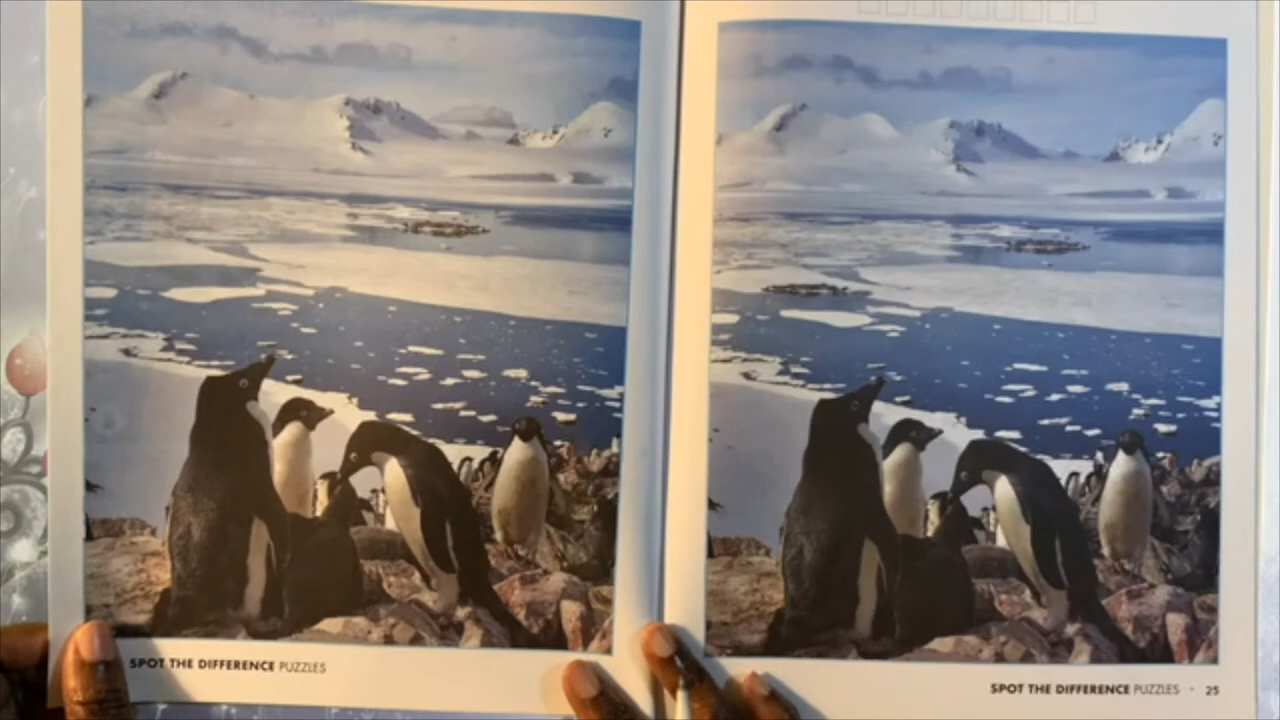 SPOT THE DIFFERENCE PUZZLES
SPOT THE DIFFERENCE PUZZLES • 25